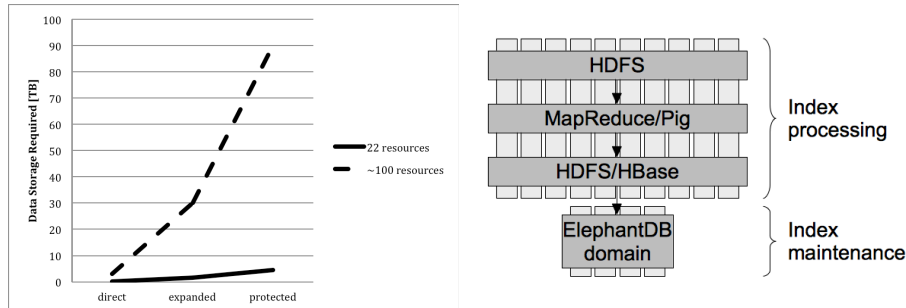 Data Storage Required [TB]
100
90
80
70
60
50
40
30
20
10
0
direct expanded protected
22 resources
~100 resources
HDFS
MapReduce/Pig
HDFS/HBase
ElephantDB
domain
Index
processing
Index
maintenance